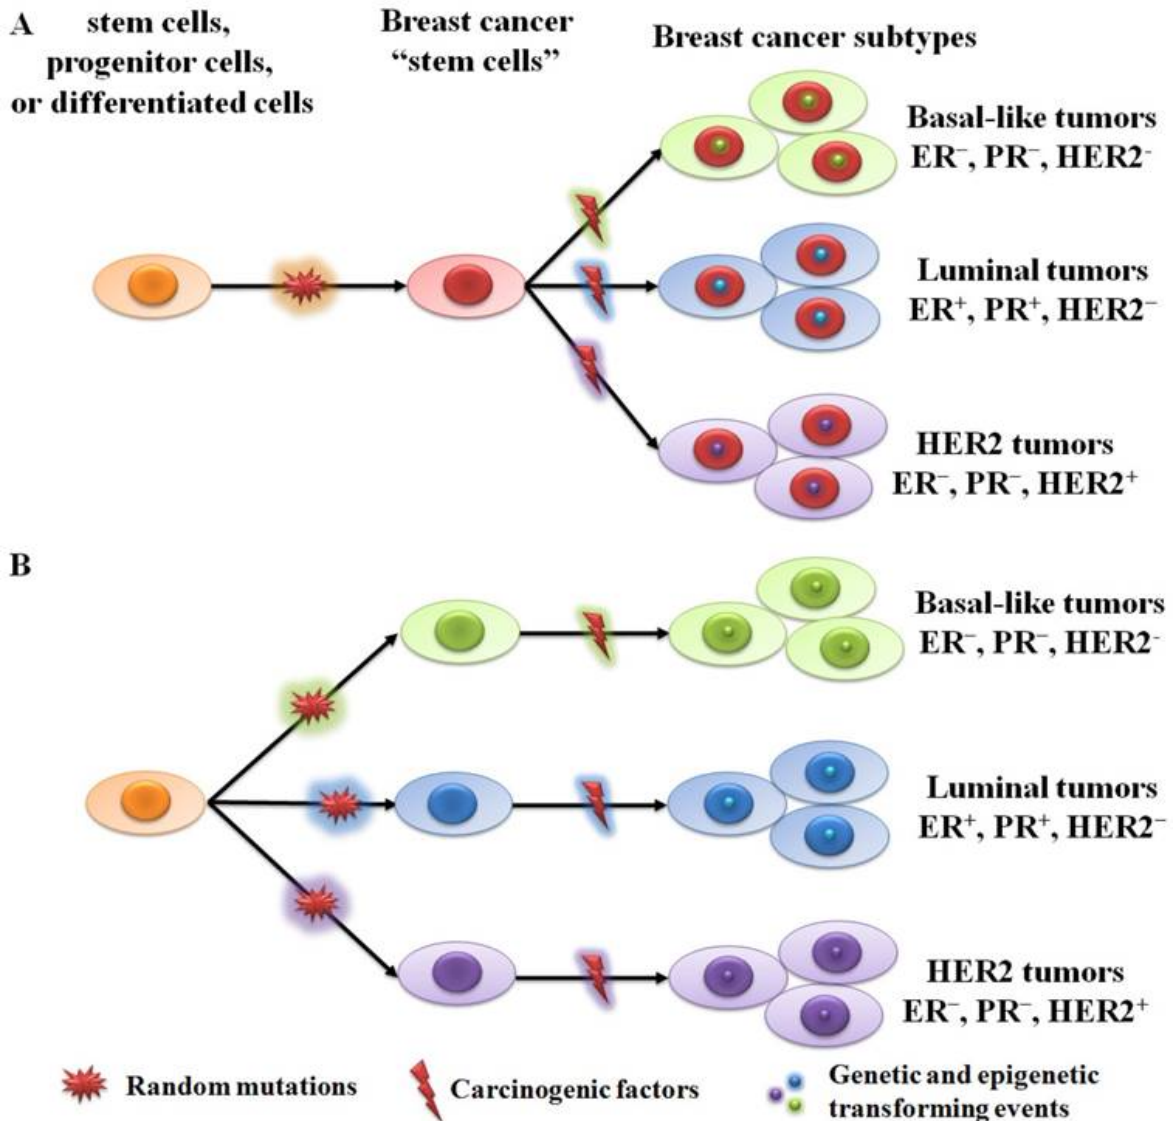 A
stem cells,
progenitor cells,
or differentiated cells
Breast cancer
“stem cells”
Breast cancer subtypes
Basal-like tumors
ER⁻, PR⁻, HER2⁻
Luminal tumors
ER⁺, PR⁺, HER2⁻
HER2 tumors
ER⁻, PR⁻, HER2⁺
B
Basal-like tumors
ER⁻, PR⁻, HER2⁻
Luminal tumors
ER⁺, PR⁺, HER2⁻
HER2 tumors
ER⁻, PR⁻, HER2⁺
Random mutations
Carcinogenic factors
Genetic and epigenetic
transforming events